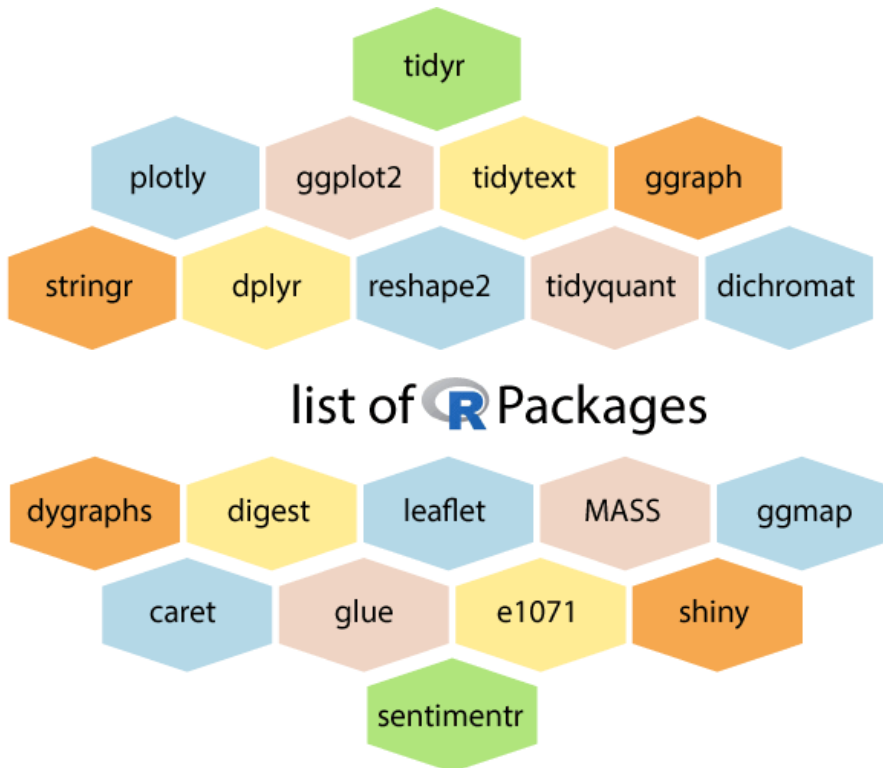 tidyr
plotly ggplot2 tidytext ggraph
stringr dplyr reshape2 tidyquant dichromat
list of R Packages
dygraphs digest leaflet MASS ggmap
caret glue e1071 shiny
sentimentr